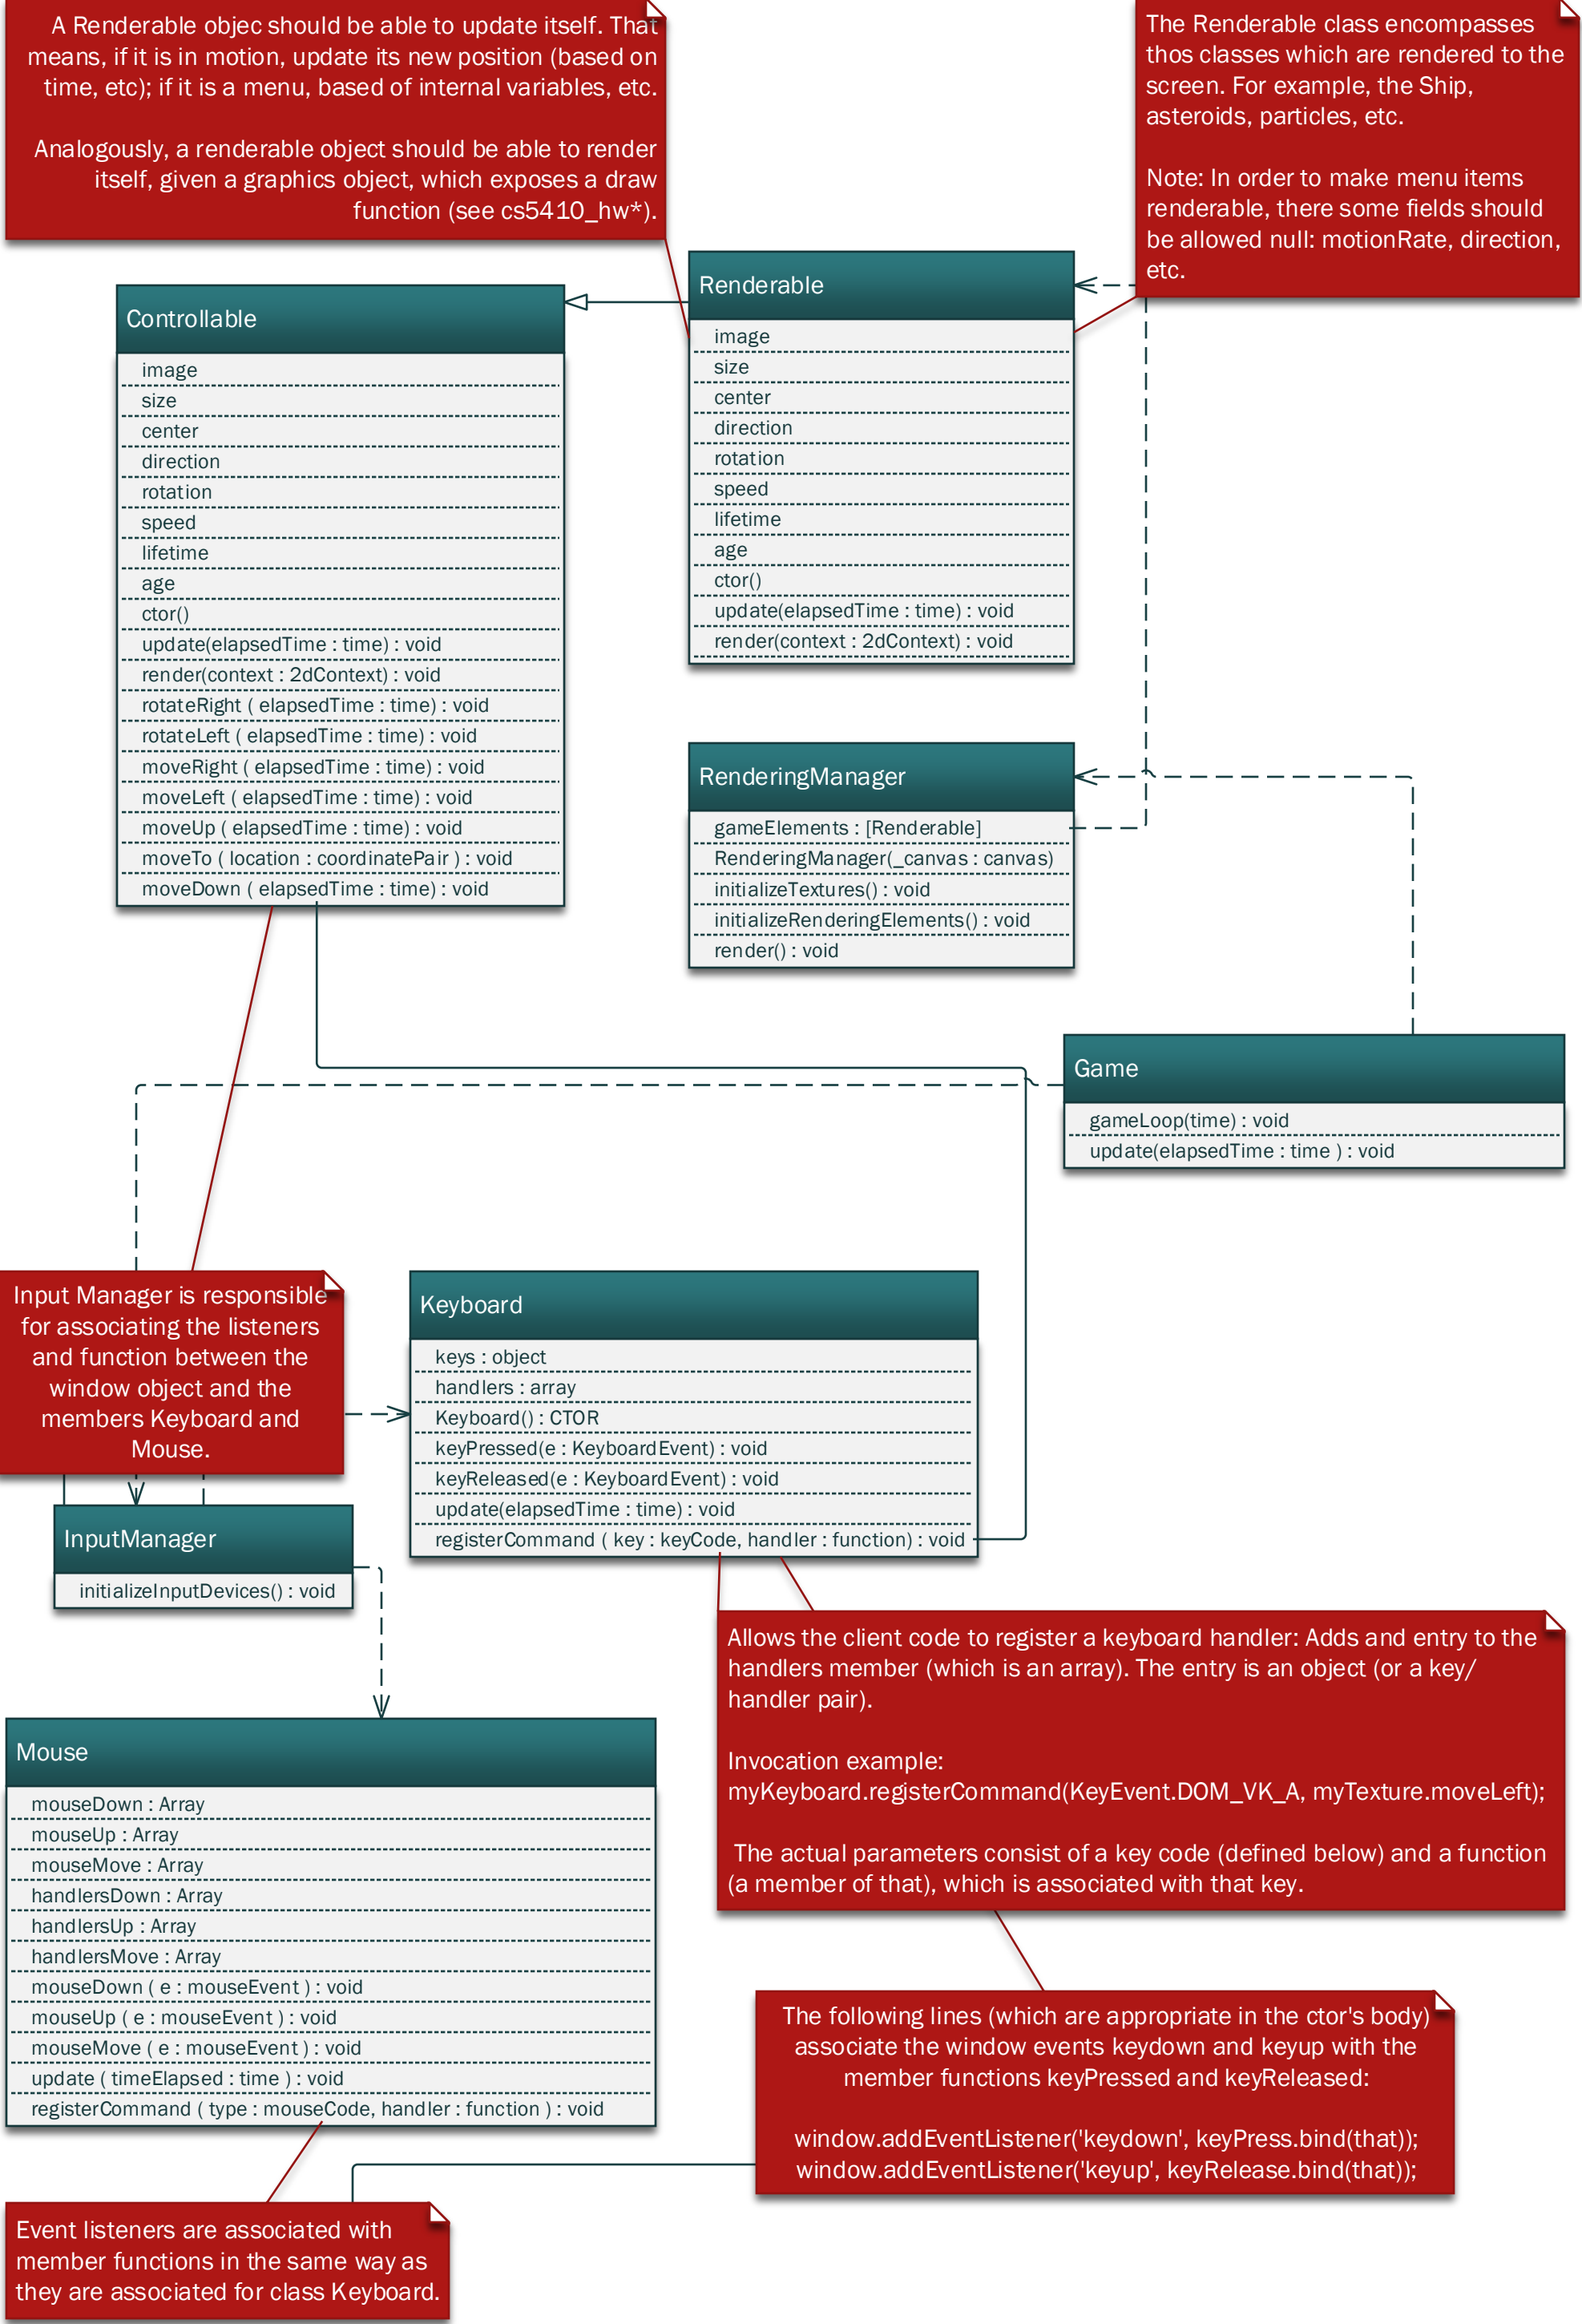 A Renderable objec should be able to update itself. That
means, if it is in motion, update its new position (based on
time, etc); if it is a menu, based of internal variables, etc.
Analogously, a renderable object should be able to render
itself, given a graphics object, which exposes a draw
function (see cs5410_hw*).
The Renderable class encompasses
thos classes which are rendered to the
screen. For example, the Ship,
asteroids, particles, etc.
Note: In order to make menu items
renderable, there some fields should
be allowed null: motionRate, direction,
etc.
Controllable
image
size
center
direction
rotation
speed
lifetime
age
ctor()
update(elapsedTime : time) : void
render(context : 2dContext) : void
rotateRight ( elapsedTime : time) : void
rotateLeft ( elapsedTime : time) : void
moveRight ( elapsedTime : time) : void
moveLeft ( elapsedTime : time) : void
moveUp ( elapsedTime : time) : void
moveTo ( location : coordinatePair ) : void
moveDown ( elapsedTime : time) : void
Renderable
image
size
center
direction
rotation
speed
lifetime
age
ctor()
update(elapsedTime : time) : void
render(context : 2dContext) : void
RenderingManager
gameElements : [Renderable]
RenderingManager(_canvas : canvas)
initializeTextures() : void
initializeRenderingElements() : void
render() : void
Game
gameLoop(time) : void
update(elapsedTime : time ) : void
Input Manager is responsible
for associating the listeners
and function between the
window object and the
members Keyboard and
Mouse.
Keyboard
keys : object
handlers : array
Keyboard() : CTOR
keyPressed(e : KeyboardEvent) : void
keyReleased(e : KeyboardEvent) : void
update(elapsedTime : time) : void
registerCommand ( key : keyCode, handler : function) : void
InputManager
initializeInputDevices() : void
Allows the client code to register a keyboard handler: Adds and entry to the
handlers member (which is an array). The entry is an object (or a key/
handler pair).
Invocation example:
myKeyboard.registerCommand(KeyEvent.DOM_VK_A, myTexture.moveLeft);
The actual parameters consist of a key code (defined below) and a function
(a member of that), which is associated with that key.
Mouse
mouseDown : Array
mouseUp : Array
mouseMove : Array
handlersDown : Array
handlersUp : Array
handlersMove : Array
mouseDown ( e : mouseEvent ) : void
mouseUp ( e : mouseEvent ) : void
mouseMove ( e : mouseEvent ) : void
update ( timeElapsed : time ) : void
registerCommand ( type : mouseCode, handler : function ) : void
The following lines (which are appropriate in the ctor's body)
associate the window events keydown and keyup with the
member functions keyPressed and keyReleased:
window.addEventListener('keydown', keyPress.bind(that));
window.addEventListener('keyup', keyRelease.bind(that));
Event listeners are associated with
member functions in the same way as
they are associated for class Keyboard.